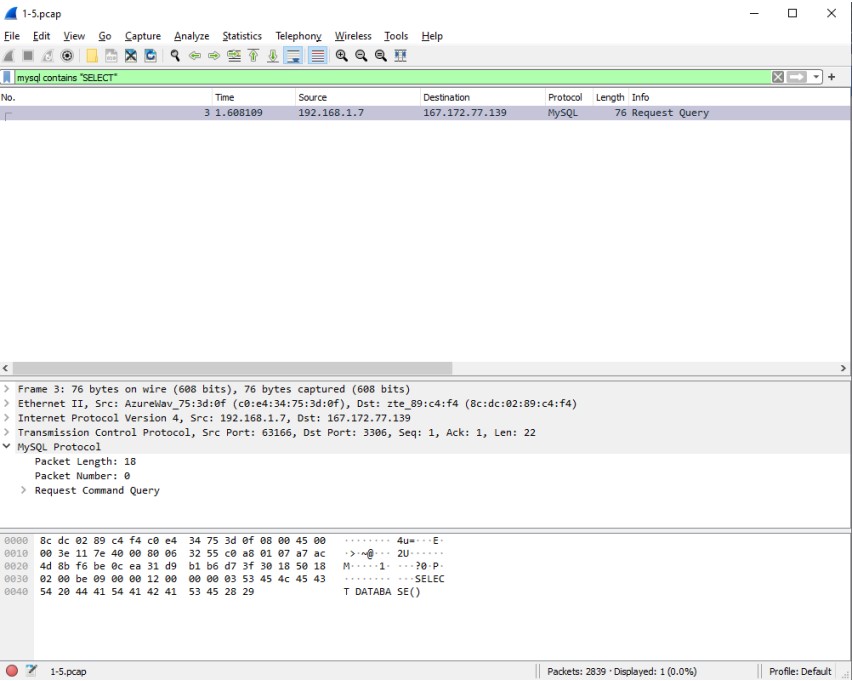 1-5.pcap
File Edit View Go Capture Analyze Statistics Telephony Wireless Tools Help
mysql contains "SELECT"
No. Time Source Destination Protocol Length Info
3 1.608109 192.168.1.7 167.172.77.139 MySQL 76 Request Query
Frame 3: 76 bytes on wire (608 bits), 76 bytes captured (608 bits)
Ethernet II, Src: AzureWav_75:3d:0f (c0:e4:34:75:3d:0f), Dst: zte_89:c4:f4 (8c:dc:02:89:c4:f4)
Internet Protocol Version 4, Src: 192.168.1.7, Dst: 167.172.77.139
Transmission Control Protocol, Src Port: 63166, Dst Port: 3306, Seq: 1, Ack: 1, Len: 22
MySQL Protocol
Packet Length: 18
Packet Number: 0
Request Command Query
0000 8c dc 02 89 c4 f4 c0 e4 34 75 3d 0f 08 00 45 00 ········ 4u=···E·
0010 00 3e 11 7e 40 00 80 06 32 55 c0 a8 01 07 a7 ac ·>·~@··· 2U······
0020 4d 8b f6 be 0c ea 31 d9 b1 b6 d7 3f 30 18 50 18 M·····1· ···?0·P·
0030 02 00 be 09 00 00 12 00 00 00 03 53 45 4c 45 43 ········ ···SELEC
0040 54 20 44 41 54 41 42 41 53 45 28 29 T DATABA SE()
1-5.pcap Packets: 2839 · Displayed: 1 (0.0%) Profile: Default